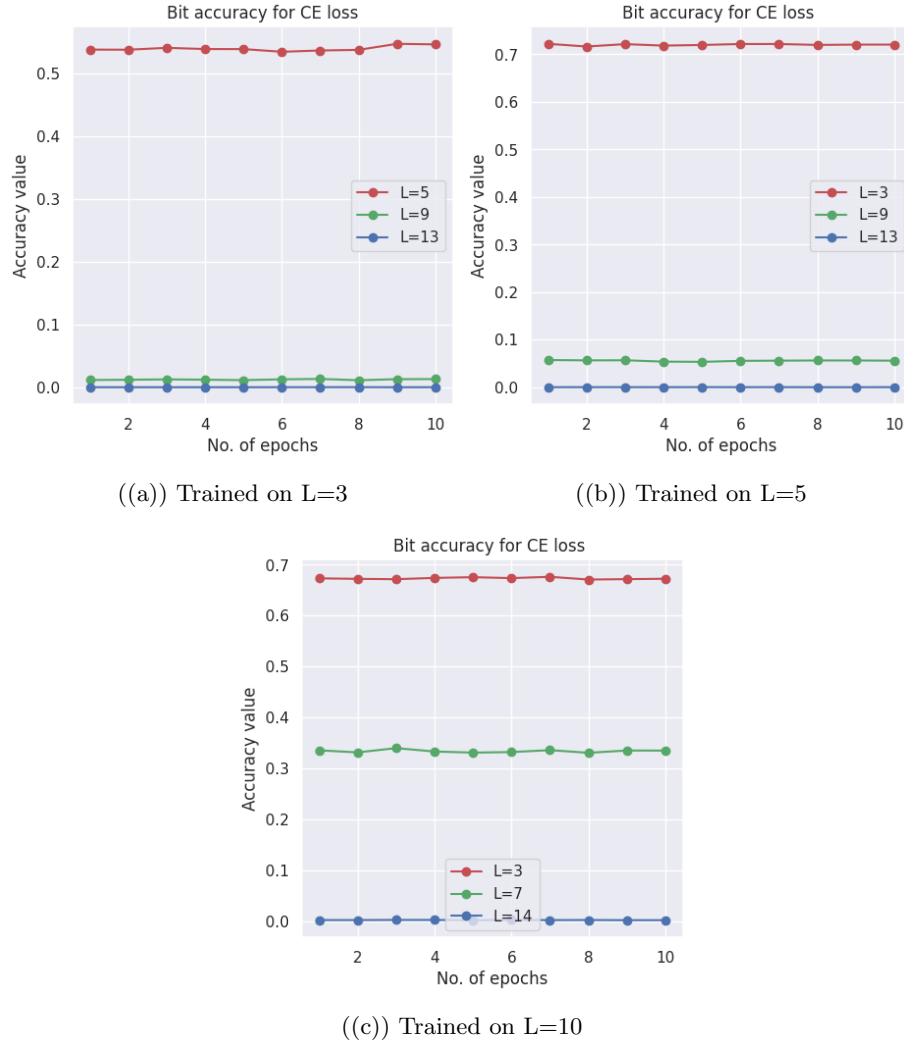 Bit accuracy for CE loss
Accuracy value
0.5
0.4
0.3
0.2
0.1
0.0
L=5
L=9
L=13
2 4 6 8 10
No. of epochs
((a)) Trained on L=3
Bit accuracy for CE loss
Accuracy value
0.7
0.6
0.5
0.4
0.3
0.2
0.1
0.0
L=3
L=9
L=13
2 4 6 8 10
No. of epochs
((b)) Trained on L=5
Bit accuracy for CE loss
Accuracy value
0.7
0.6
0.5
0.4
0.3
0.2
0.1
0.0
L=3
L=7
L=14
2 4 6 8 10
No. of epochs
((c)) Trained on L=10